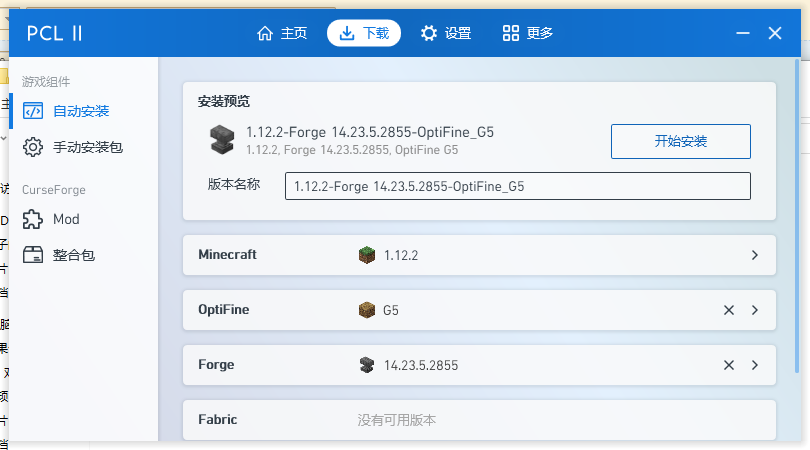 PCL II
主页
下载
设置
更多
游戏组件
自动安装
手动安装包
CurseForge
Mod
整合包
安装预览
1.12.2-Forge 14.23.5.2855-OptiFine_G5
1.12.2, Forge 14.23.5.2855, OptiFine G5
开始安装
版本名称
1.12.2-Forge 14.23.5.2855-OptiFine_G5
Minecraft
1.12.2
OptiFine
G5
Forge
14.23.5.2855
Fabric
没有可用版本